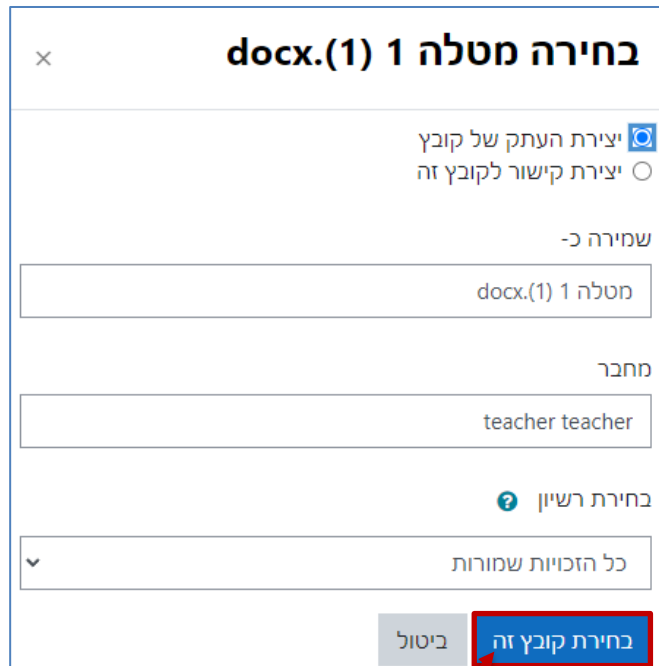 בחירה מטלה 1 (1).docx
×
יצירת העתק של קובץ
יצירת קישור לקובץ זה
שמירה כ-
מטלה 1 (1).docx
מחבר
teacher teacher
בחירת רשיון ?
כל הזכויות שמורות
בחירת קובץ זה ביטול